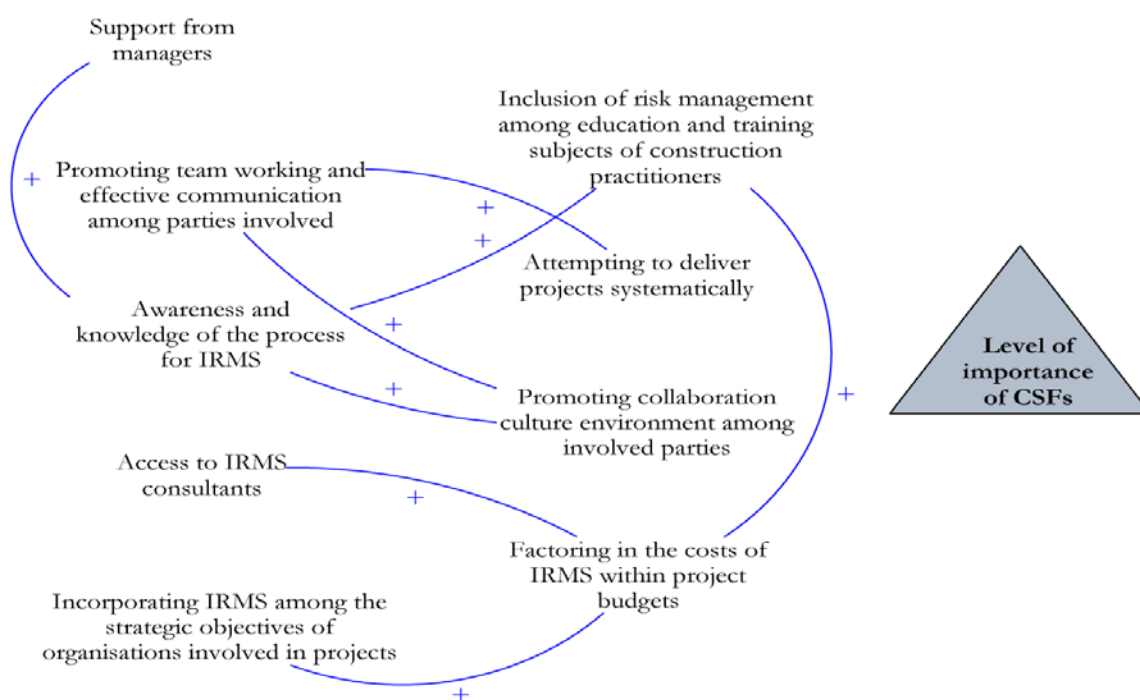 Support from
managers
Inclusion of risk management
among education and training
subjects of construction
practitioners
+
Promoting team working and
effective communication
among parties involved
+
+
Attempting to deliver
projects systematically
Awareness and
knowledge of the process
for IRMS
+
Level of
importance
of CSFs
+
Promoting collaboration
culture environment among
involved parties
+
Access to IRMS
consultants
+
Factoring in the costs of
IRMS within project
budgets
Incorporating IRMS among the
strategic objectives of
organisations involved in projects
+